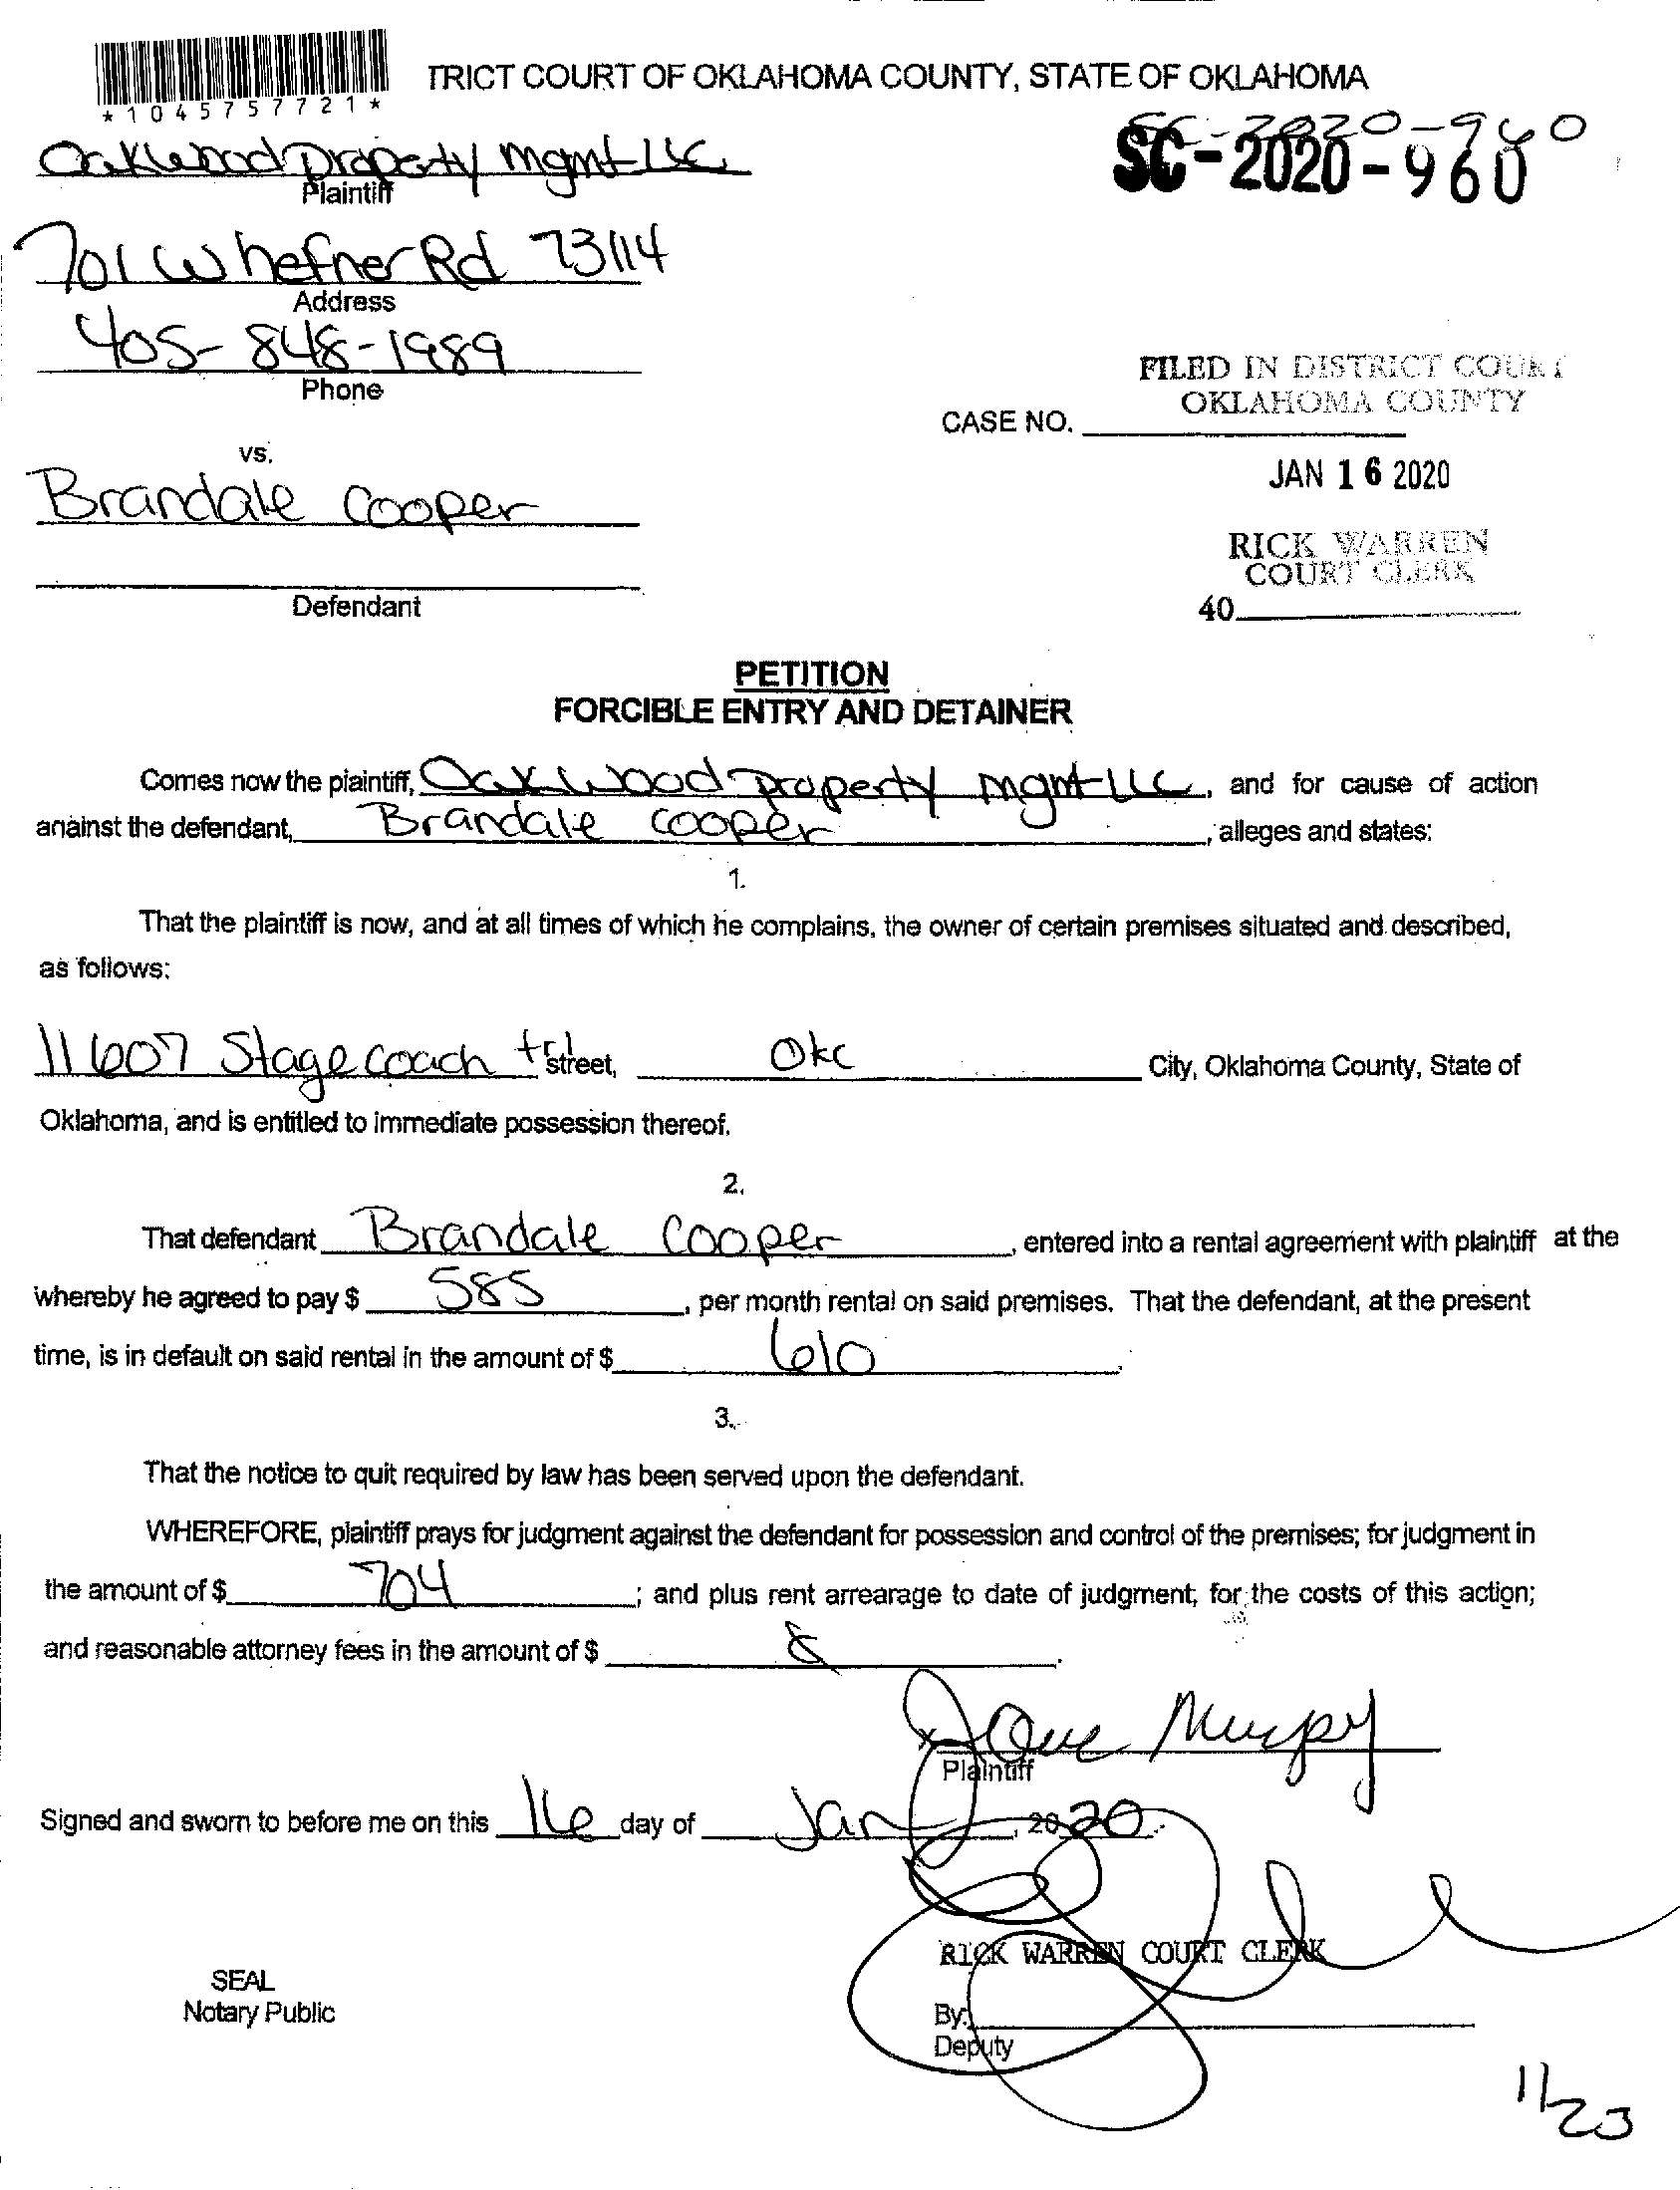 *1045757721*
TRICT COURT OF OKLAHOMA COUNTY, STATE OF OKLAHOMA
SC-2020-960
SC-2020-960
Oakwood Property Mgmt LLC
Plaintiff
701 W hefner Rd 73114
Address
405-848-1989
Phone
FILED IN DISTRICT COURT
OKLAHOMA COUNTY
CASE NO.
vs.
JAN 16 2020
Brandale Cooper
RICK WARREN
COURT CLERK
Defendant
40
PETITION
FORCIBLE ENTRY AND DETAINER
Comes now the plaintiff, Oakwood Property Mgmt LLC, and for cause of action
against the defendant, Brandale Cooper, alleges and states:
1.
That the plaintiff is now, and at all times of which he complains, the owner of certain premises situated and described,
as follows:
11607 Stagecoach trl street, Okc City, Oklahoma County, State of
Oklahoma, and is entitled to immediate possession thereof.
2.
That defendant Brandale Cooper, entered into a rental agreement with plaintiff at the
whereby he agreed to pay $ 585, per month rental on said premises. That the defendant, at the present
time, is in default on said rental in the amount of $ 610.
3.
That the notice to quit required by law has been served upon the defendant.
WHEREFORE, plaintiff prays for judgment against the defendant for possession and control of the premises; for judgment in
the amount of $ 704; and plus rent arrearage to date of judgment, for the costs of this action;
and reasonable attorney fees in the amount of $
Plaintiff
Signed and sworn to before me on this 16 day of Jan, 2020.
RICK WARREN COURT CLERK
SEAL
Notary Public
By:
Deputy
1/23